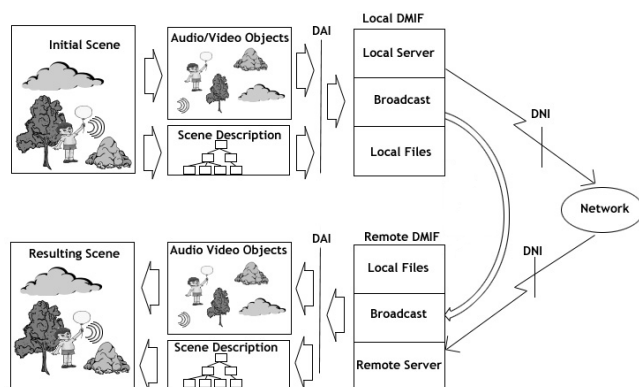 Initial Scene
Audio/Video Objects
DAI
Local DMIF
Local Server
Broadcast
Local Files
Scene Description
DNI
Network
Resulting Scene
Audio Video Objects
DAI
Remote DMIF
Local Files
Broadcast
Remote Server
Scene Description
DNI